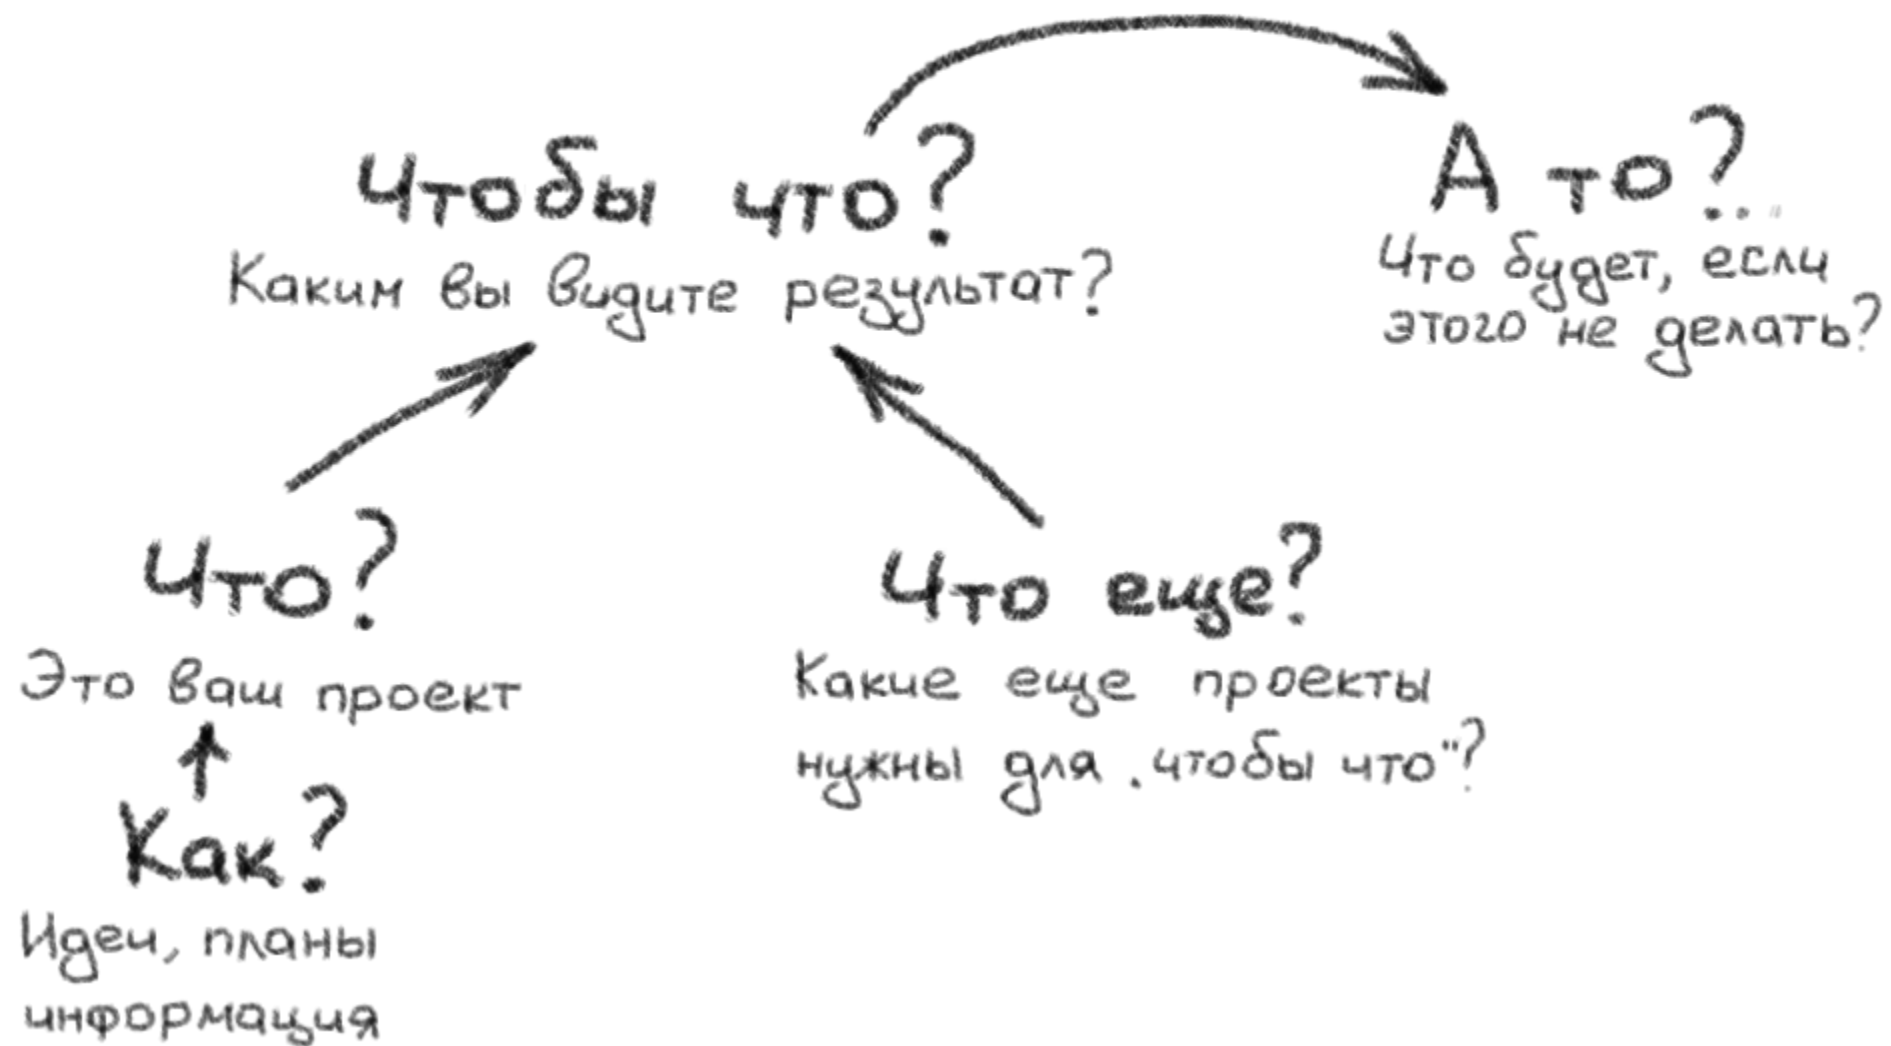 Чтобы что?
Каким вы видите результат?
А то?..
Что будет, если
этого не делать?
Что?
Это ваш проект
Как?
Идеи, планы
информация
Что еще?
Какие еще проекты
нужны для „чтобы что"?